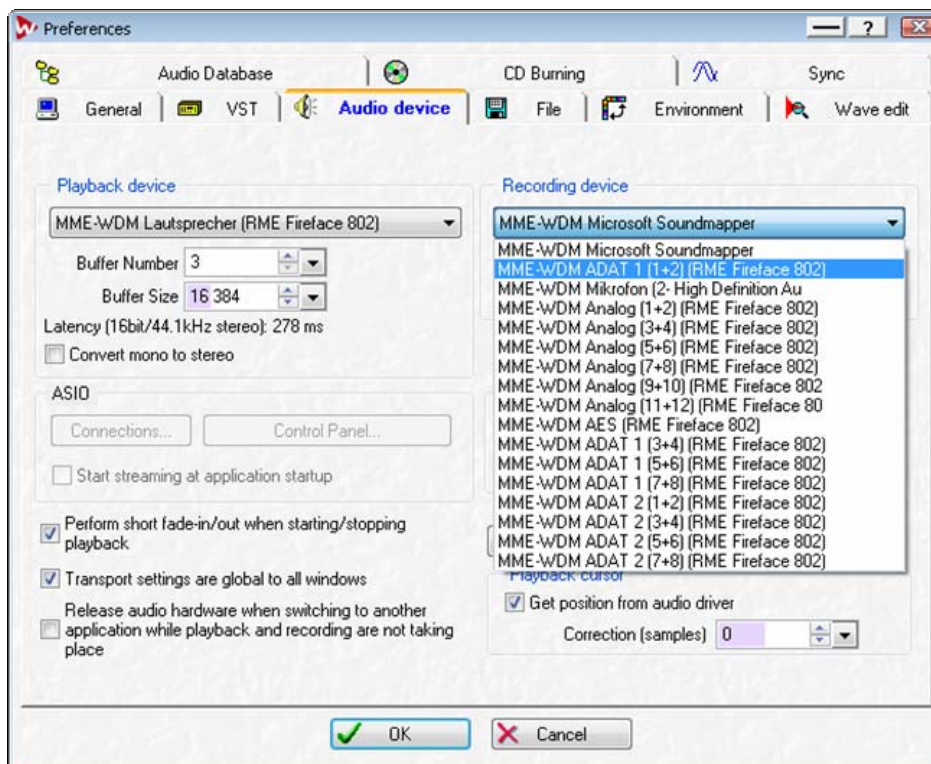 Preferences
Audio Database
CD Burning
Sync
General
VST
Audio device
File
Environment
Wave edit
Playback device
MME-WDM Lautsprecher (RME Fireface 802)
Buffer Number 3
Buffer Size 16 384
Latency (16bit/44.1kHz stereo): 278 ms
Convert mono to stereo
ASIO
Connections...
Control Panel...
Start streaming at application startup
Perform short fade-in/out when starting/stopping
playback
Transport settings are global to all windows
Release audio hardware when switching to another
application while playback and recording are not taking
place
Recording device
MME-WDM Microsoft Soundmapper
MME-WDM Microsoft Soundmapper
MME-WDM ADAT 1 (1+2) (RME Fireface 802)
MME-WDM Mikrofon (2- High Definition Au
MME-WDM Analog (1+2) (RME Fireface 802)
MME-WDM Analog (3+4) (RME Fireface 802)
MME-WDM Analog (5+6) (RME Fireface 802)
MME-WDM Analog (7+8) (RME Fireface 802)
MME-WDM Analog (9+10) (RME Fireface 802
MME-WDM Analog (11+12) (RME Fireface 80
MME-WDM AES (RME Fireface 802)
MME-WDM ADAT 1 (3+4) (RME Fireface 802)
MME-WDM ADAT 1 (5+6) (RME Fireface 802)
MME-WDM ADAT 1 (7+8) (RME Fireface 802)
MME-WDM ADAT 2 (1+2) (RME Fireface 802)
MME-WDM ADAT 2 (3+4) (RME Fireface 802)
MME-WDM ADAT 2 (5+6) (RME Fireface 802)
MME-WDM ADAT 2 (7+8) (RME Fireface 802)
Playback cursor
Get position from audio driver
Correction (samples) 0
OK
Cancel